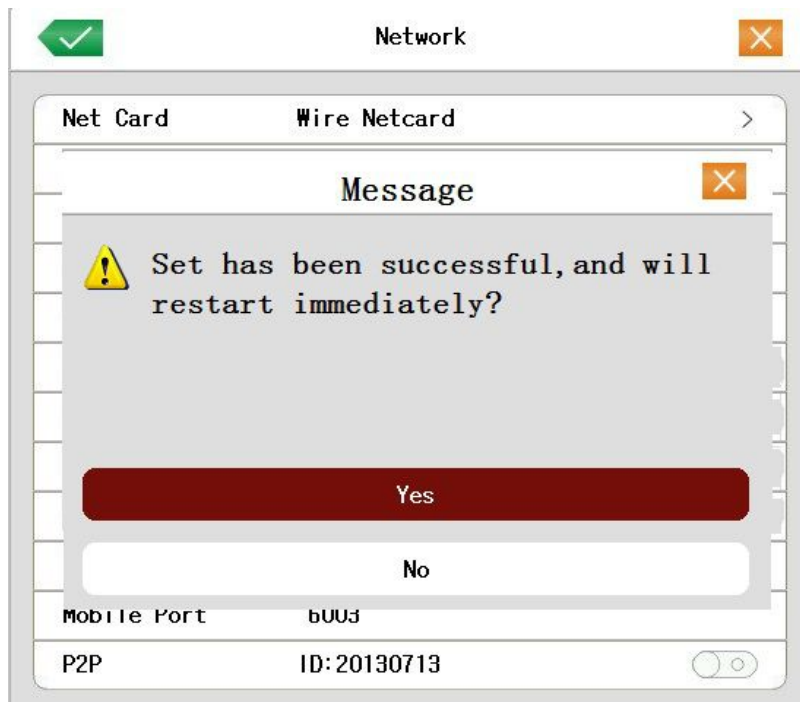 Network
Net Card Wire Netcard >
Message
Set has been successful,and will
restart immediately?
Yes
No
Mobile Port 6003
P2P ID:20130713